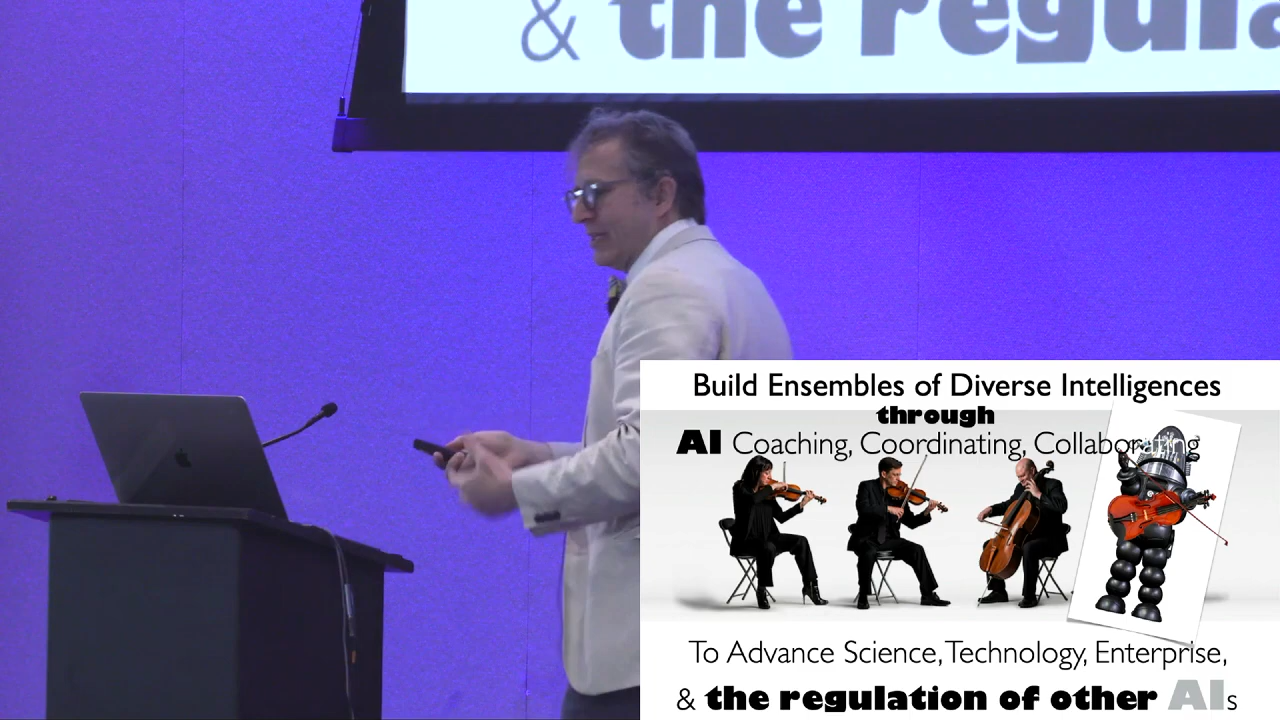 & the regula
Build Ensembles of Diverse Intelligences
through
AI Coaching, Coordinating, Collaborating
To Advance Science, Technology, Enterprise,
& the regulation of other AIs